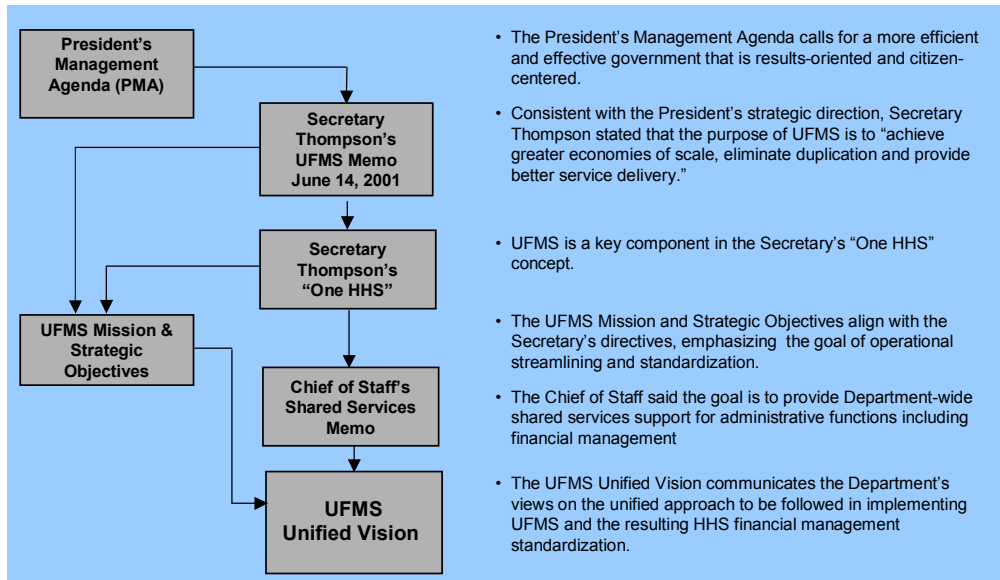 President's
Management
Agenda (PMA)
Secretary
Thompson's
UFMS Memo
June 14, 2001
Secretary
Thompson's
"One HHS"
UFMS Mission &
Strategic
Objectives
Chief of Staff's
Shared Services
Memo
UFMS
Unified Vision
• The President's Management Agenda calls for a more efficient
and effective government that is results-oriented and citizen-
centered.
• Consistent with the President's strategic direction, Secretary
Thompson stated that the purpose of UFMS is to “achieve
greater economies of scale, eliminate duplication and provide
better service delivery.”
• UFMS is a key component in the Secretary's “One HHS”
concept.
• The UFMS Mission and Strategic Objectives align with the
Secretary's directives, emphasizing the goal of operational
streamlining and standardization.
• The Chief of Staff said the goal is to provide Department-wide
shared services support for administrative functions including
financial management
• The UFMS Unified Vision communicates the Department's
views on the unified approach to be followed in implementing
UFMS and the resulting HHS financial management
standardization.